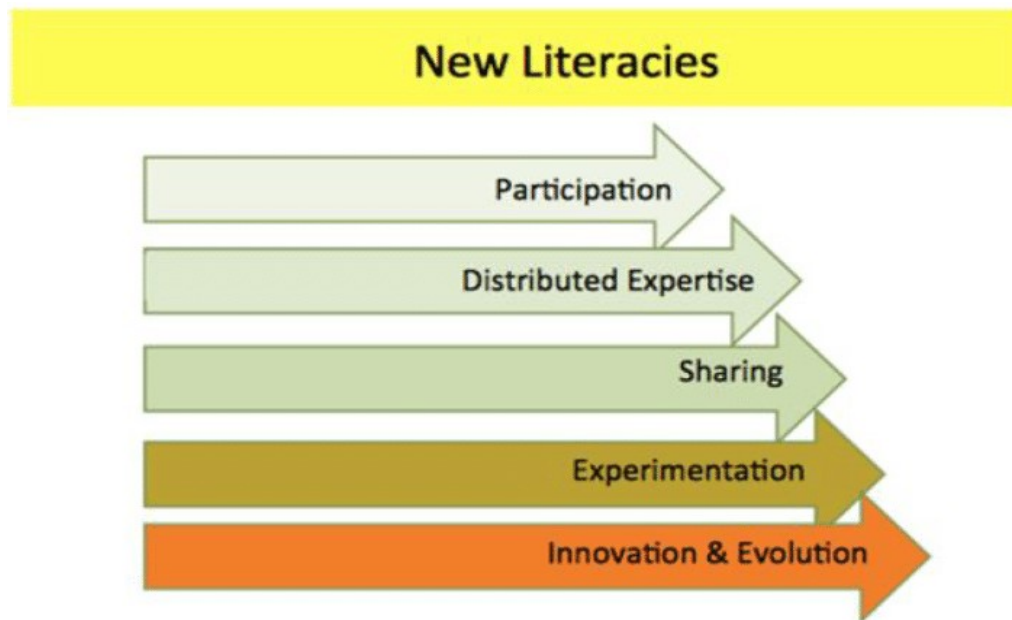 New Literacies
Participation
Distributed Expertise
Sharing
Experimentation
Innovation & Evolution